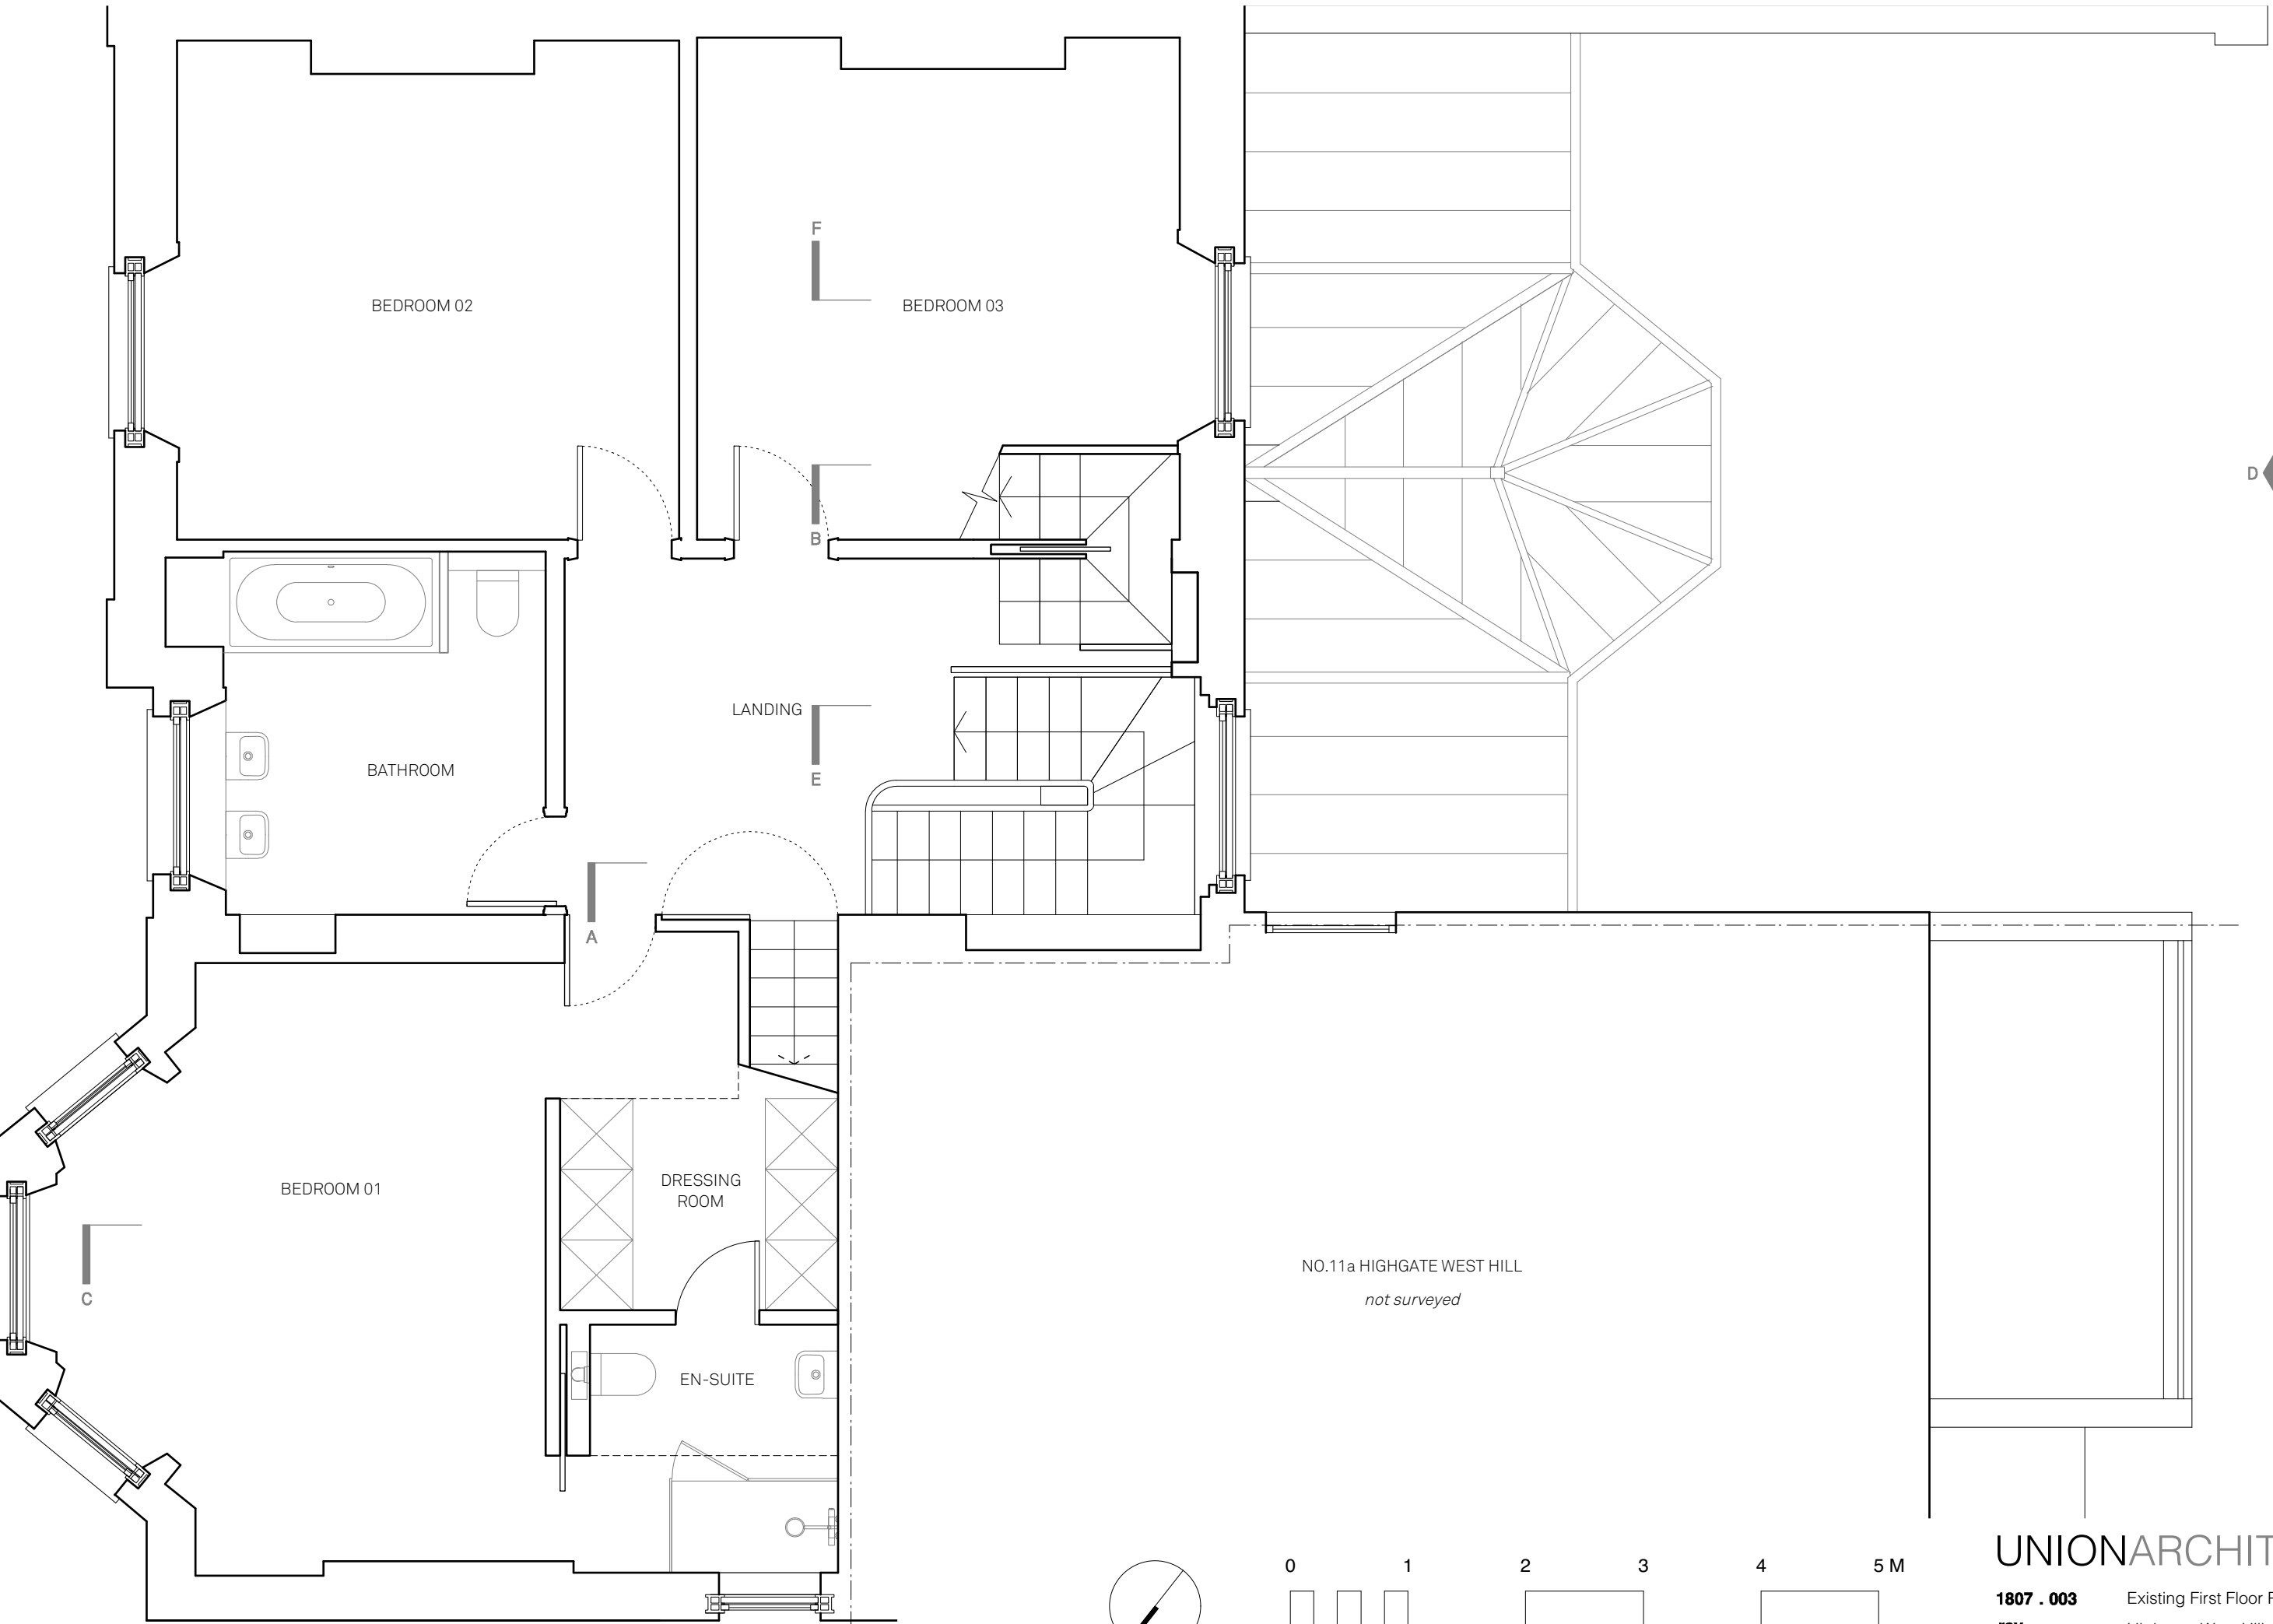 F
BEDROOM 02
BEDROOM 03
D
B
LANDING
E
BATHROOM
A
DRESSING
ROOM
BEDROOM 01
C
NO.11a HIGHGATE WEST HILL
not surveyed
EN-SUITE
0 1 2 3 4 5 M
UNIONARCHIT
1807 . 003 Existing First Floor